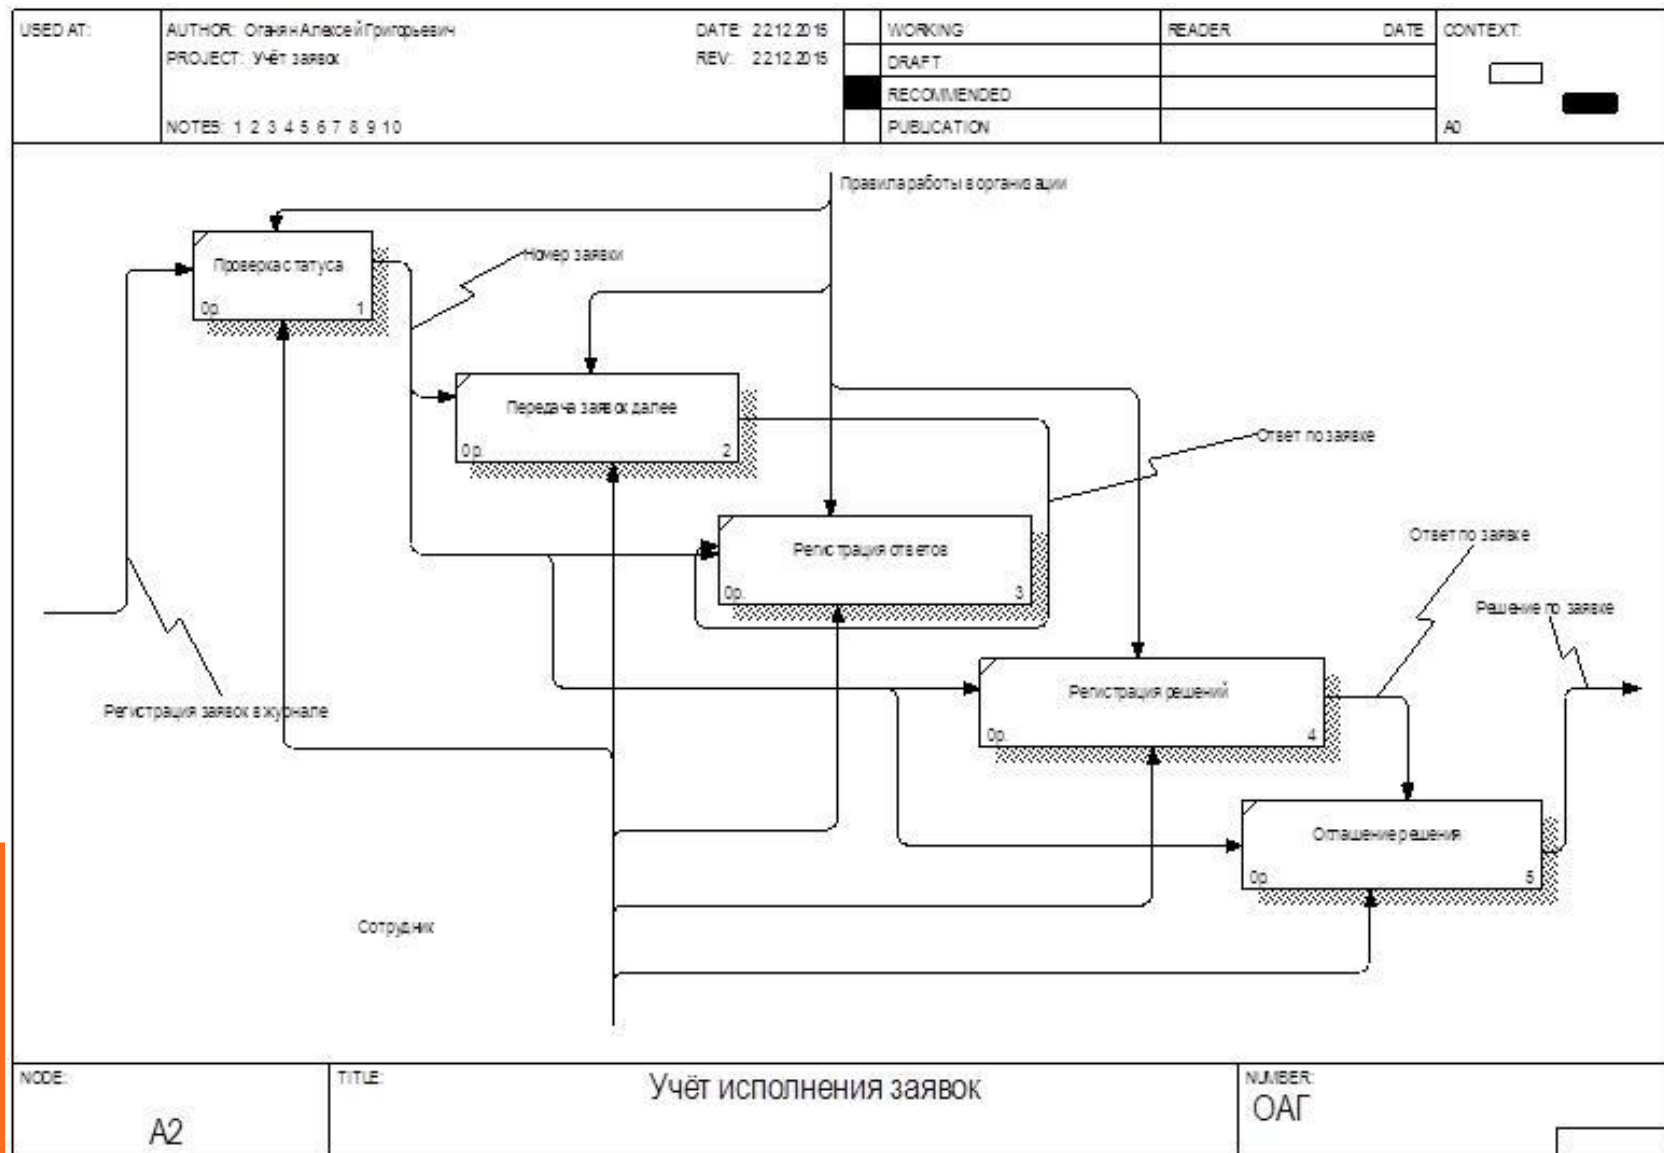 USED AT:
AUTHOR: Оганян Алексей Григорьевич
DATE: 22.12.2015
PROJECT: Учёт заявок
REV: 22.12.2015
NOTES: 1 2 3 4 5 6 7 8 9 10
WORKING
DRAFT
RECOMMENDED
PUBLICATION
READER
DATE
CONTEXT:
A0
Правила работы в организации
Номер заявки
Проверка статуса
0р.
1
Передача заявок далее
0р.
2
Ответ по заявке
Регистрация ответов
0р.
3
Ответ по заявке
Решение по заявке
Регистрация решений
0р.
4
Регистрация заявок в журнале
Оглашение решения
0р.
5
Сотрудник
NODE:
A2
TITLE:
Учёт исполнения заявок
NUMBER:
ОАГ